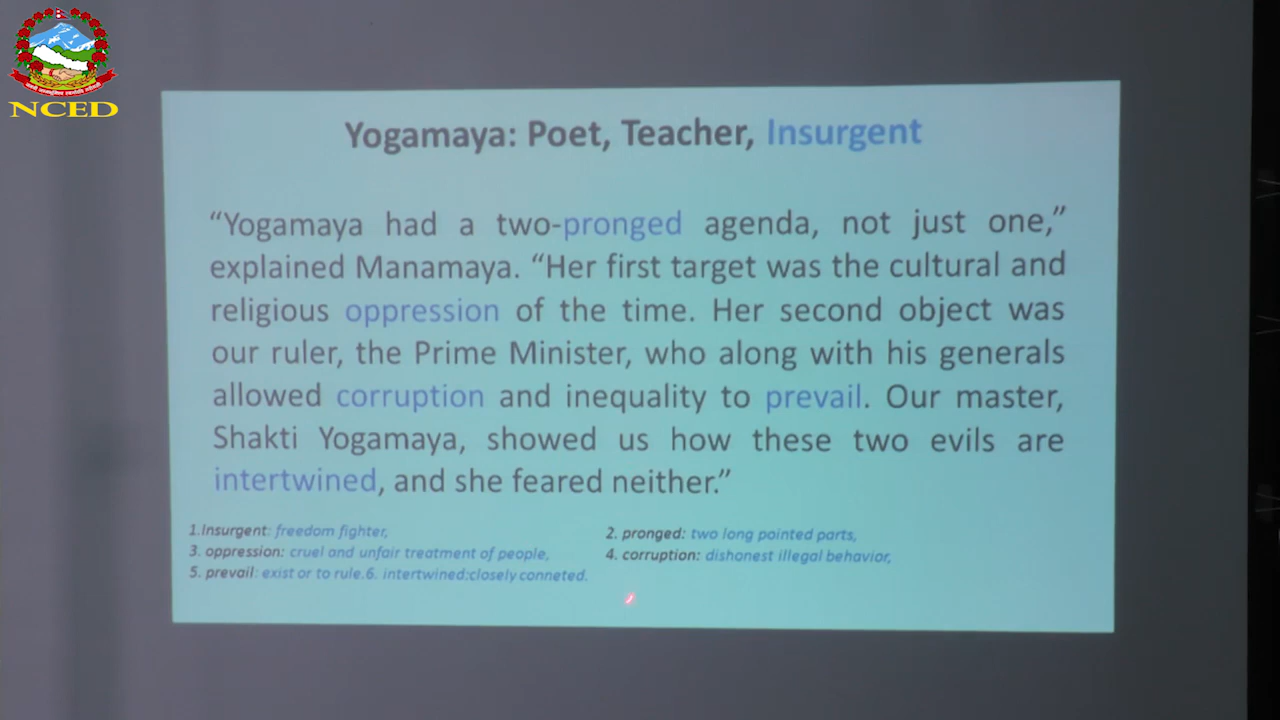 NCED
Yogamaya: Poet, Teacher, Insurgent
“Yogamaya had a two-pronged agenda, not just one,”
explained Manamaya. “Her first target was the cultural and
religious oppression of the time. Her second object was
our ruler, the Prime Minister, who along with his generals
allowed corruption and inequality to prevail. Our master,
Shakti Yogamaya, showed us how these two evils are
intertwined, and she feared neither.”
1.Insurgent: freedom fighter, 2. pronged: two long pointed parts,
3. oppression: cruel and unfair treatment of people, 4. corruption: dishonest illegal behavior,
5. prevail: exist or to rule.6. intertwined:closely conneted.